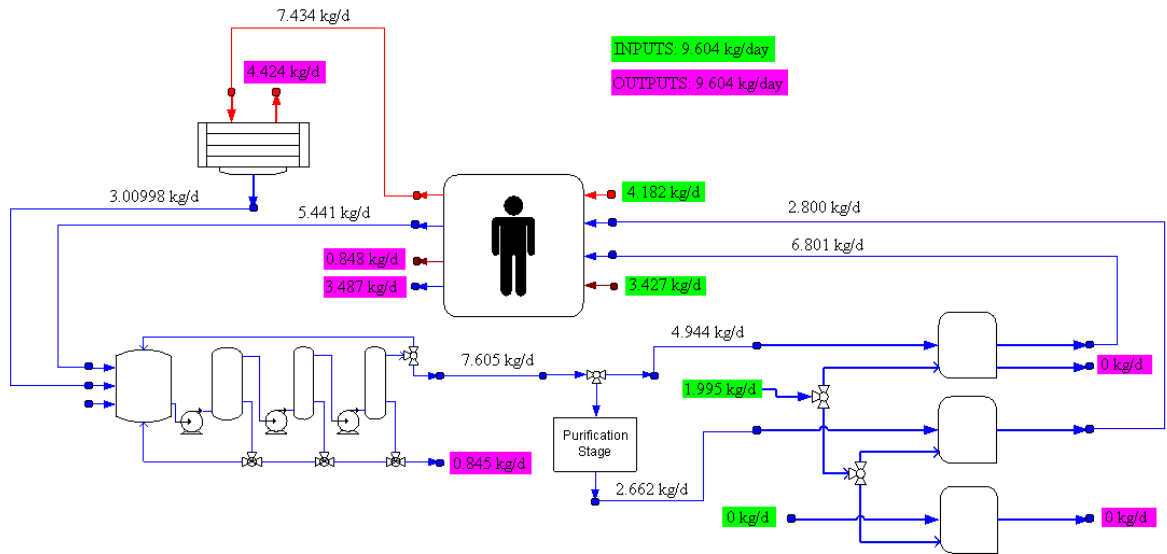 7.434 kg/d
INPUTS: 9.604 kg/day
4.424 kg/d
OUTPUTS: 9.604 kg/day
3.00998 kg/d
4.182 kg/d
5.441 kg/d
2.800 kg/d
6.801 kg/d
0.848 kg/d
3.487 kg/d
3.427 kg/d
4.944 kg/d
7.605 kg/d
0 kg/d
1.995 kg/d
Purification
Stage
0.845 kg/d
2.662 kg/d
0 kg/d
0 kg/d